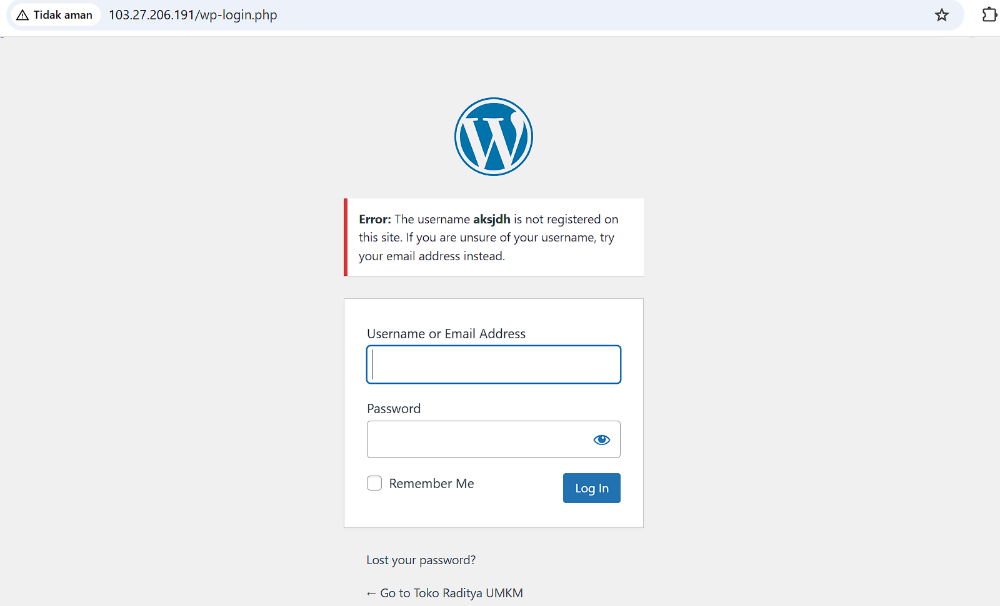 Tidak aman 103.27.206.191/wp-login.php
Error: The username aksjdh is not registered on
this site. If you are unsure of your username, try
your email address instead.
Username or Email Address
Password
Remember Me
Log In
Lost your password?
← Go to Toko Raditya UMKM